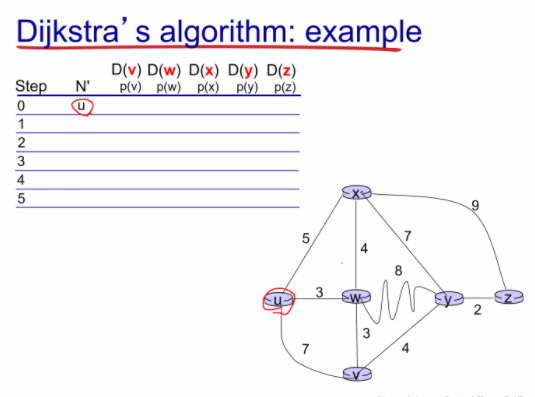 Dijkstra’s algorithm: example
D(v) D(w) D(x) D(y) D(z)
Step N' p(v) p(w) p(x) p(y) p(z)
0 u
1
2
3
4
5
x
9
5
7
4
8
u
3
w
y
z
2
3
7
4
v